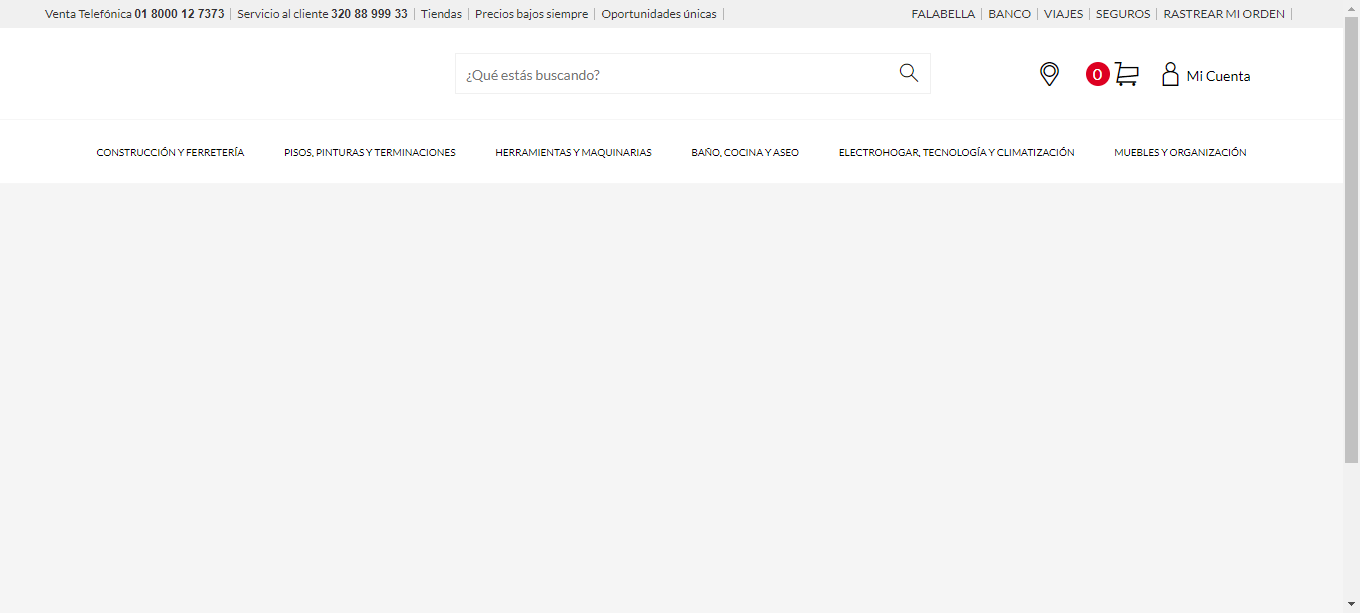 Venta Telefónica 01 8000 12 7373 | Servicio al cliente 320 88 999 33 | Tiendas | Precios bajos siempre | Oportunidades únicas | FALABELLA | BANCO | VIAJES | SEGUROS | RASTREAR MI ORDEN |
¿Qué estás buscando? 0 Mi Cuenta
CONSTRUCCIÓN Y FERRETERÍA PISOS, PINTURAS Y TERMINACIONES HERRAMIENTAS Y MAQUINARIAS BAÑO, COCINA Y ASEO ELECTROHOGAR, TECNOLOGÍA Y CLIMATIZACIÓN MUEBLES Y ORGANIZACIÓN